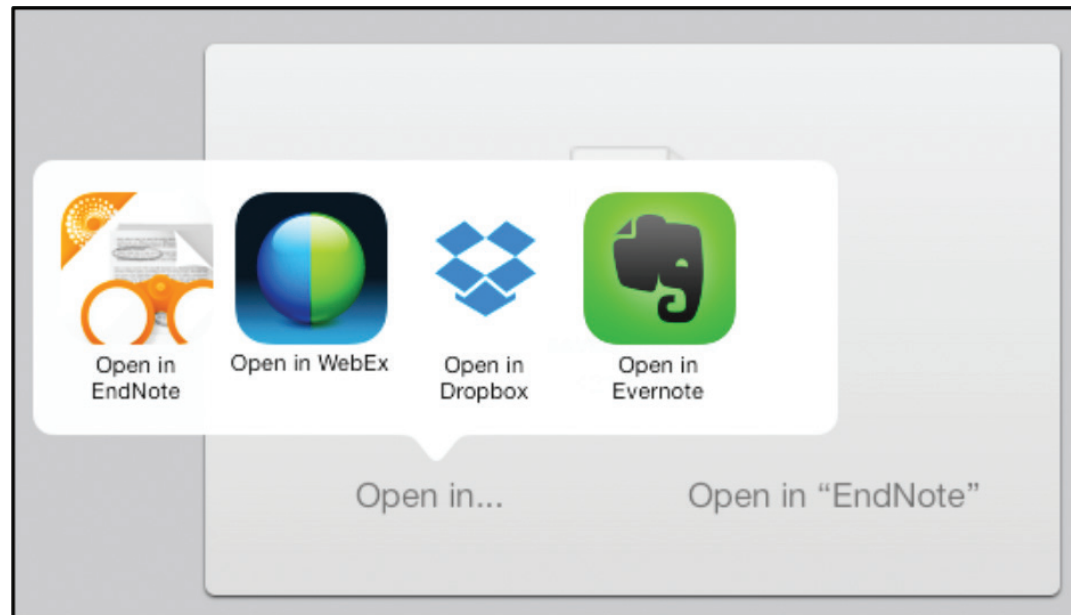 Open in
EndNote
Open in WebEx
Open in
Dropbox
Open in
Evernote
Open in...
Open in “EndNote”